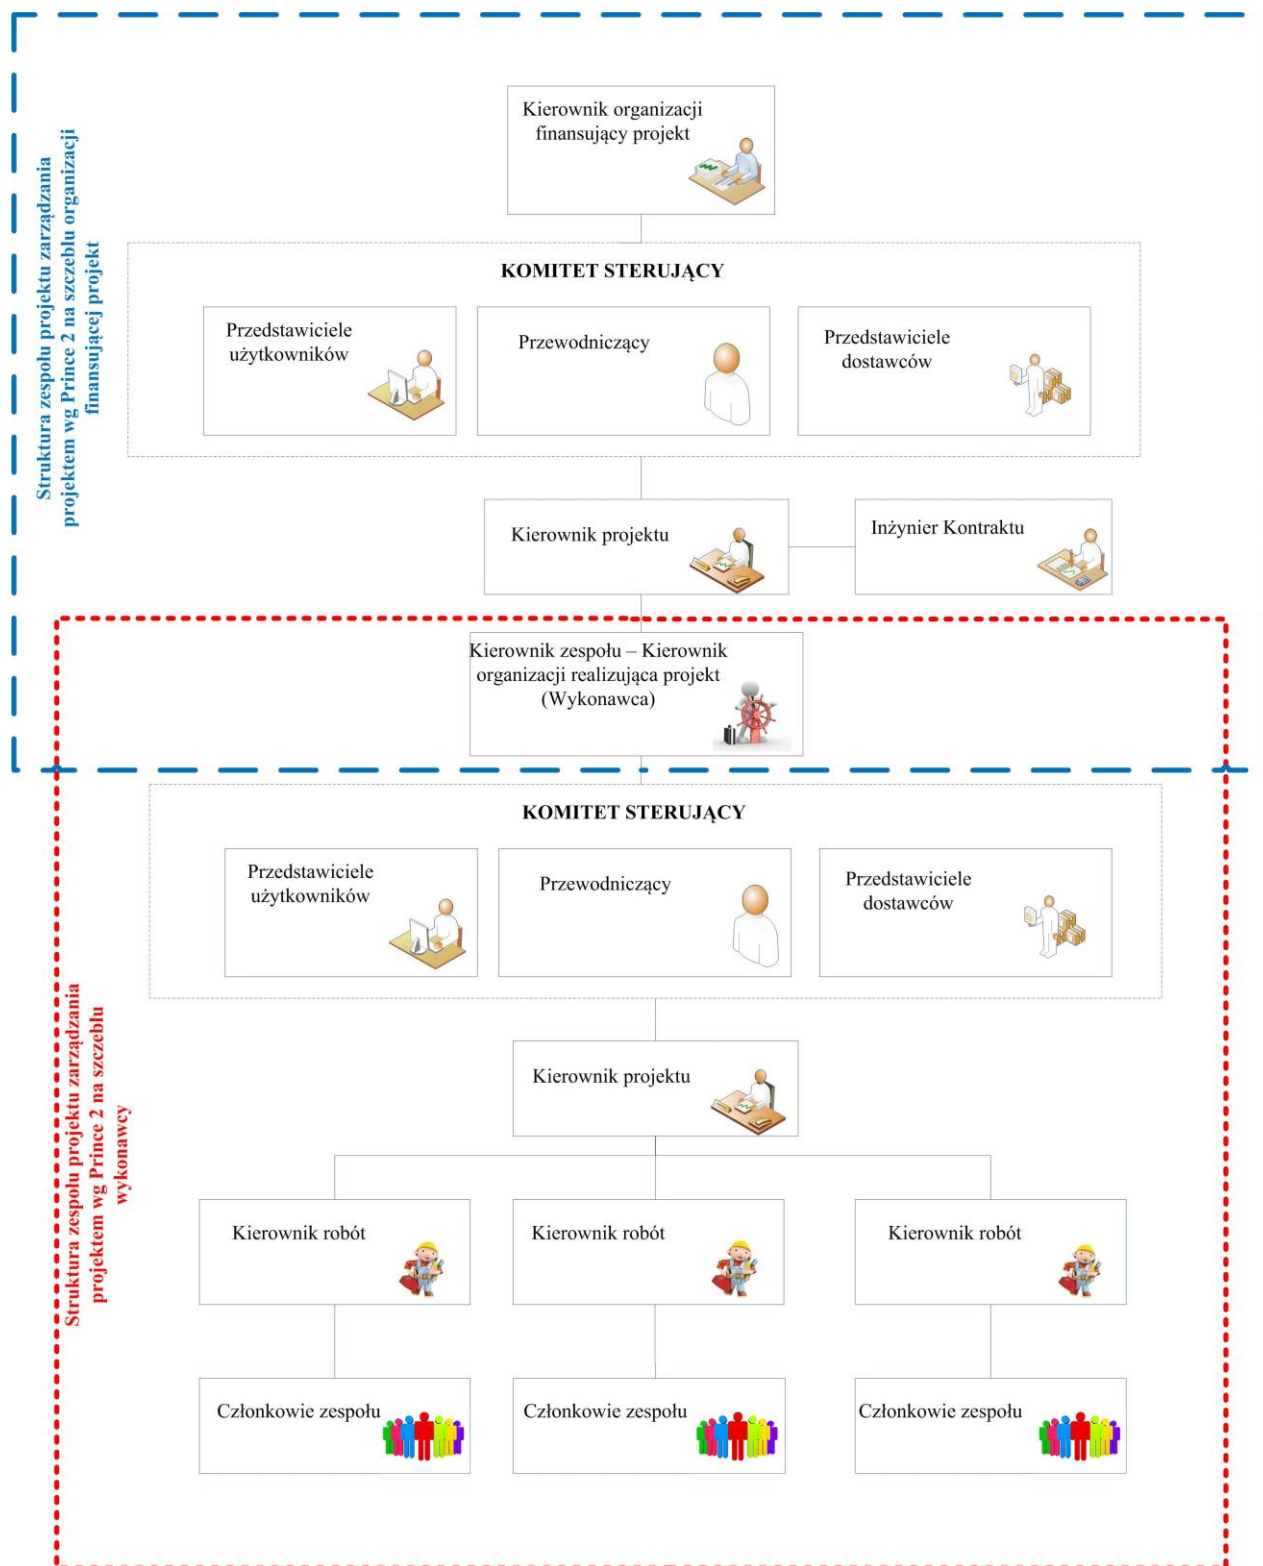 Struktura zespołu projektu zarządzania
projektem wg Prince 2 na szczeblu organizacji
finansującej projekt
Kierownik organizacji
finansujący projekt
KOMITET STERUJĄCY
Przedstawiciele
użytkowników
Przewodniczący
Przedstawiciele
dostawców
Kierownik projektu
Inżynier Kontraktu
Kierownik zespołu – Kierownik
organizacji realizująca projekt
(Wykonawca)
Struktura zespołu projektu zarządzania
projektem wg Prince 2 na szczeblu
wykonawcy
KOMITET STERUJĄCY
Przedstawiciele
użytkowników
Przewodniczący
Przedstawiciele
dostawców
Kierownik projektu
Kierownik robót
Kierownik robót
Kierownik robót
Członkowie zespołu
Członkowie zespołu
Członkowie zespołu